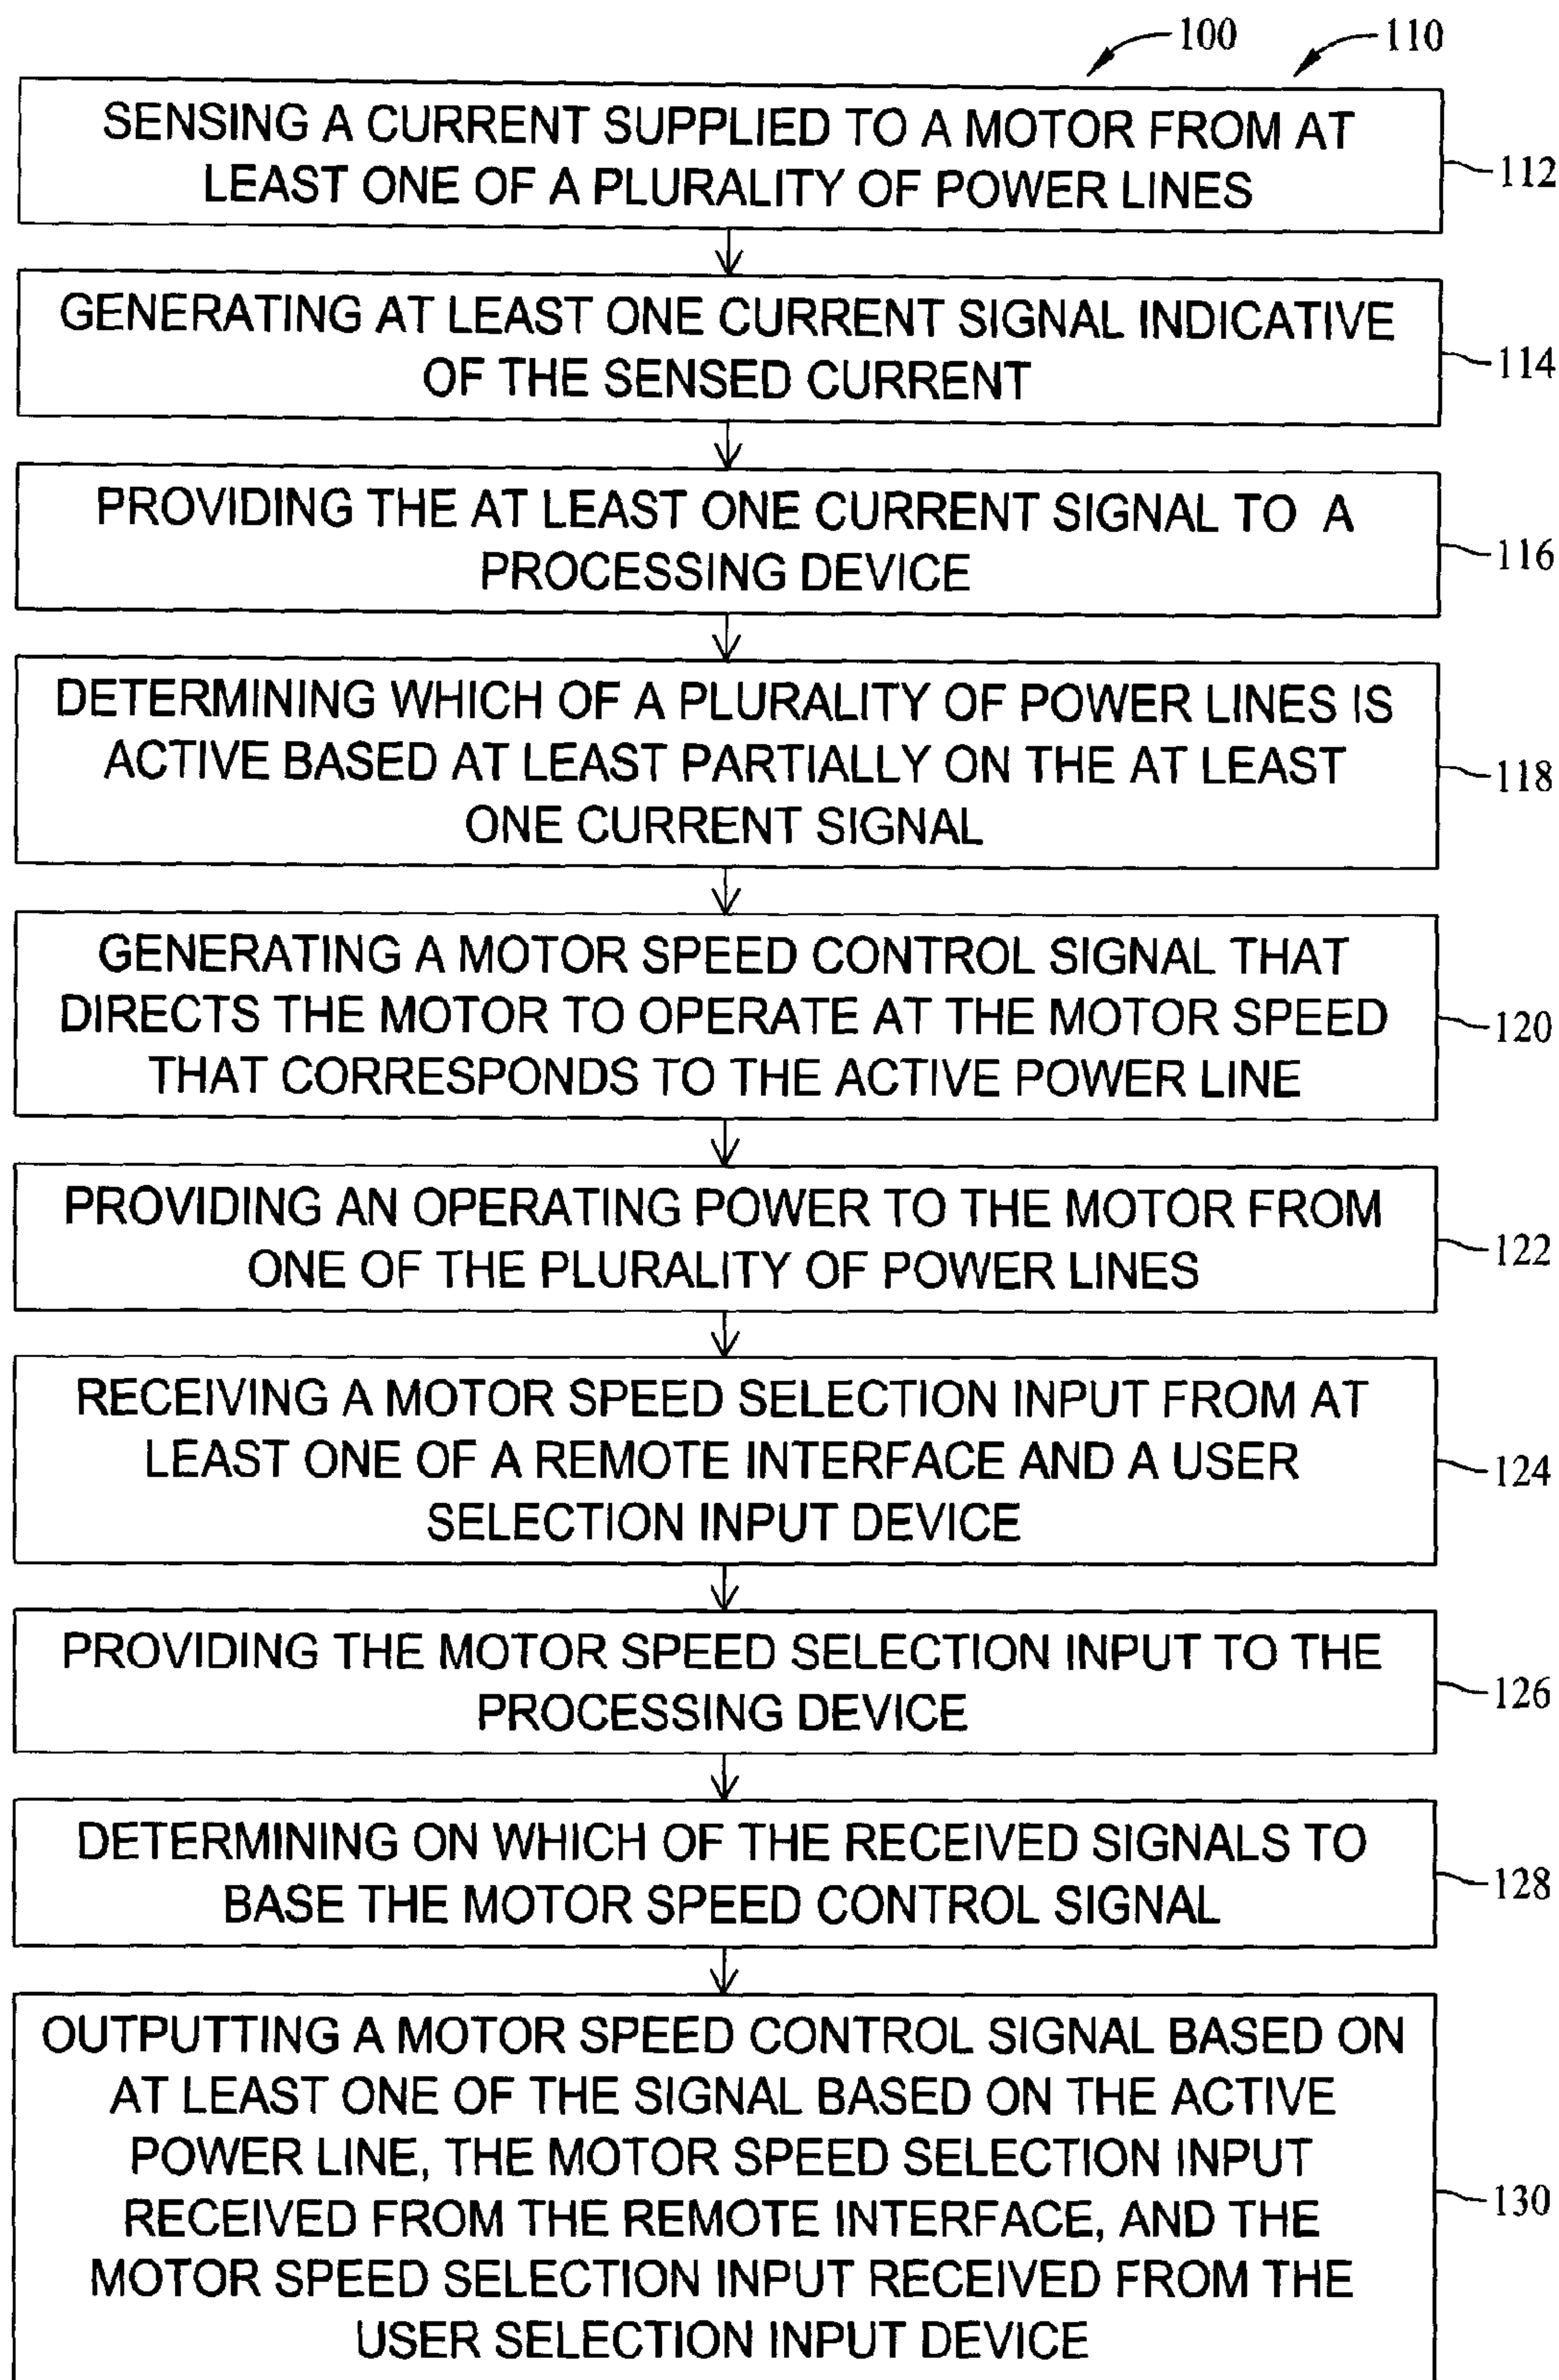 100
110
SENSING A CURRENT SUPPLIED TO A MOTOR FROM AT
LEAST ONE OF A PLURALITY OF POWER LINES
112
GENERATING AT LEAST ONE CURRENT SIGNAL INDICATIVE
OF THE SENSED CURRENT
114
PROVIDING THE AT LEAST ONE CURRENT SIGNAL TO A
PROCESSING DEVICE
116
DETERMINING WHICH OF A PLURALITY OF POWER LINES IS
ACTIVE BASED AT LEAST PARTIALLY ON THE AT LEAST
ONE CURRENT SIGNAL
118
GENERATING A MOTOR SPEED CONTROL SIGNAL THAT
DIRECTS THE MOTOR TO OPERATE AT THE MOTOR SPEED
THAT CORRESPONDS TO THE ACTIVE POWER LINE
120
PROVIDING AN OPERATING POWER TO THE MOTOR FROM
ONE OF THE PLURALITY OF POWER LINES
122
RECEIVING A MOTOR SPEED SELECTION INPUT FROM AT
LEAST ONE OF A REMOTE INTERFACE AND A USER
SELECTION INPUT DEVICE
124
PROVIDING THE MOTOR SPEED SELECTION INPUT TO THE
PROCESSING DEVICE
126
DETERMINING ON WHICH OF THE RECEIVED SIGNALS TO
BASE THE MOTOR SPEED CONTROL SIGNAL
128
OUTPUTTING A MOTOR SPEED CONTROL SIGNAL BASED ON
AT LEAST ONE OF THE SIGNAL BASED ON THE ACTIVE
POWER LINE, THE MOTOR SPEED SELECTION INPUT
RECEIVED FROM THE REMOTE INTERFACE, AND THE
MOTOR SPEED SELECTION INPUT RECEIVED FROM THE
USER SELECTION INPUT DEVICE
130